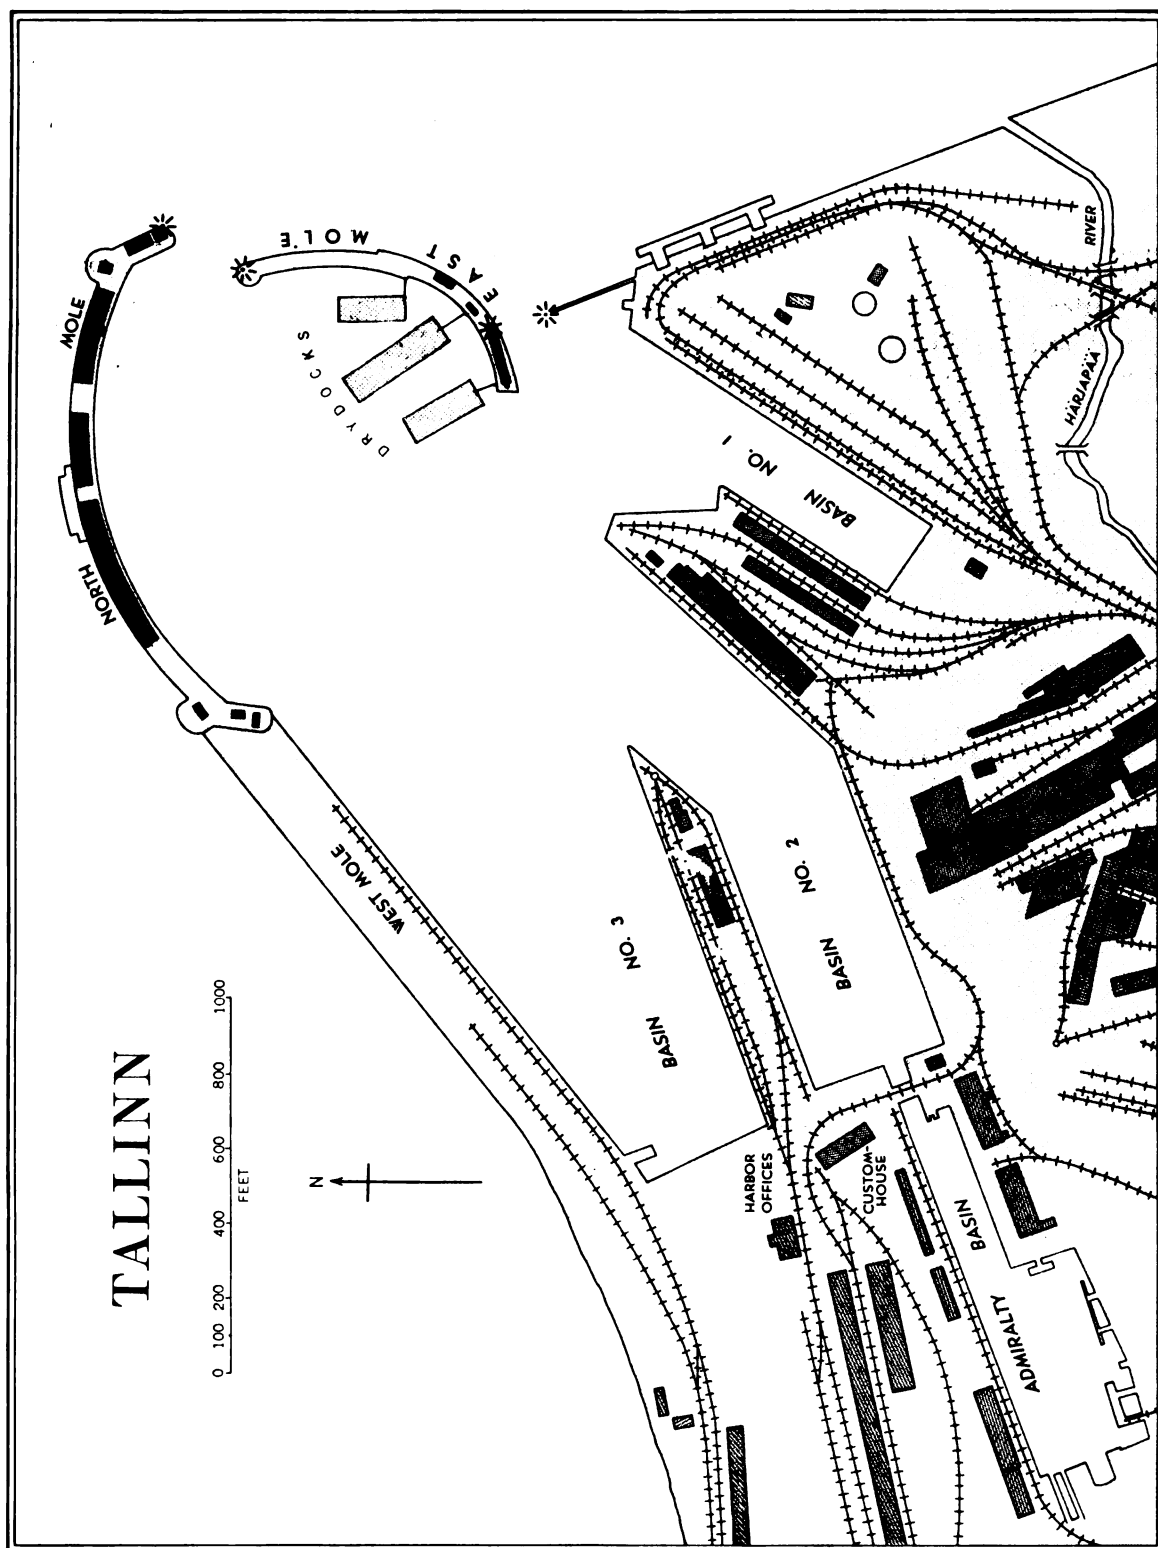 TALLINN
0 100 200 400 600 800 1000
FEET
N
NORTH
MOLE
EAST
MOLE
DRYDOCKS
WEST MOLE
BASIN NO. 1
BASIN NO. 2
BASIN NO. 3
HARBOR
OFFICES
CUSTOM-
HOUSE
ADMIRALTY BASIN
HÄRJAPÄÄ
RIVER